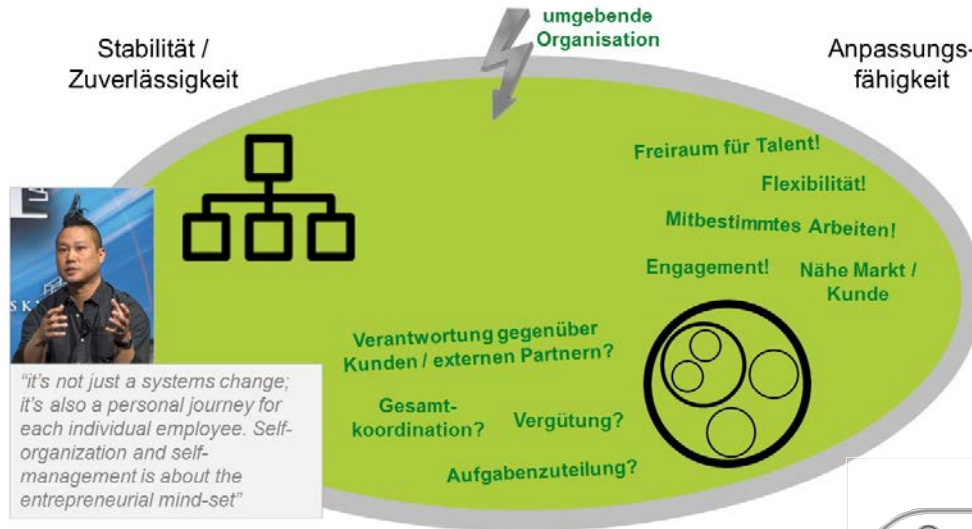 umgebende
Organisation
Stabilität /
Zuverlässigkeit
Anpassungs-
fähigkeit
Freiraum für Talent!
Flexibilität!
Mitbestimmtes Arbeiten!
Engagement!
Nähe Markt /
Kunde
Verantwortung gegenüber
Kunden / externen Partnern?
Gesamt-
koordination?
Vergütung?
Aufgabenzuteilung?
"it's not just a systems change;
it's also a personal journey for
each individual employee. Self-
organization and self-
management is about the
entrepreneurial mind-set"